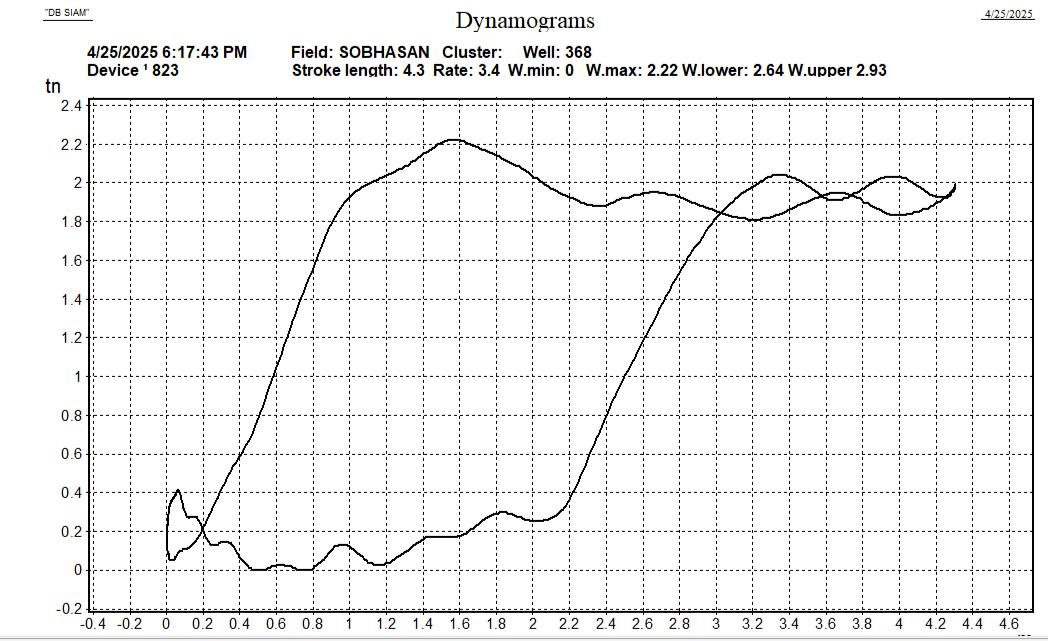 "DB SIAM"
Dynamograms
4/25/2025
4/25/2025 6:17:43 PM Field: SOBHASAN Cluster: Well: 368
Device ¹ 823 Stroke length: 4.3 Rate: 3.4 W.min: 0 W.max: 2.22 W.lower: 2.64 W.upper 2.93
tn
2.4
2.2
2
1.8
1.6
1.4
1.2
1
0.8
0.6
0.4
0.2
0
-0.2
-0.4 -0.2 0 0.2 0.4 0.6 0.8 1 1.2 1.4 1.6 1.8 2 2.2 2.4 2.6 2.8 3 3.2 3.4 3.6 3.8 4 4.2 4.4 4.6